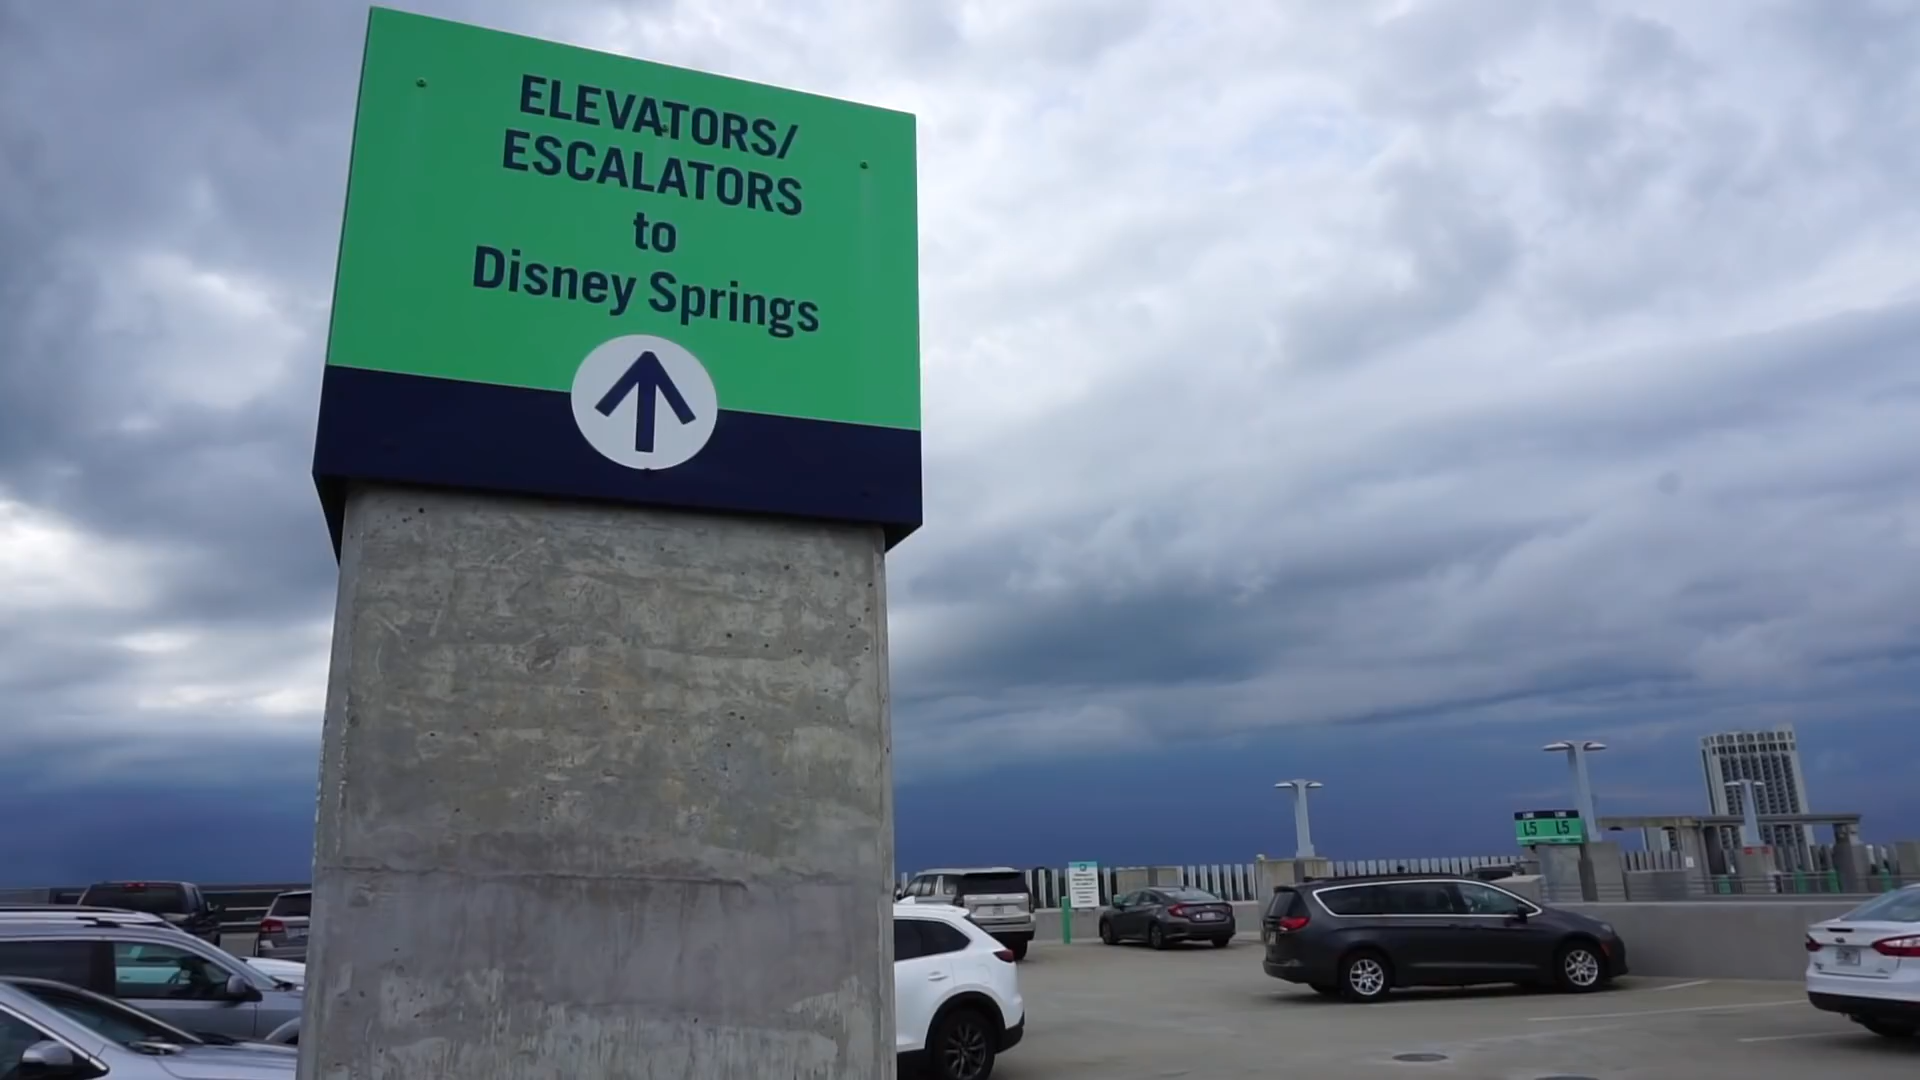 ELEVATORS/
ESCALATORS
to
Disney Springs
L5 L5